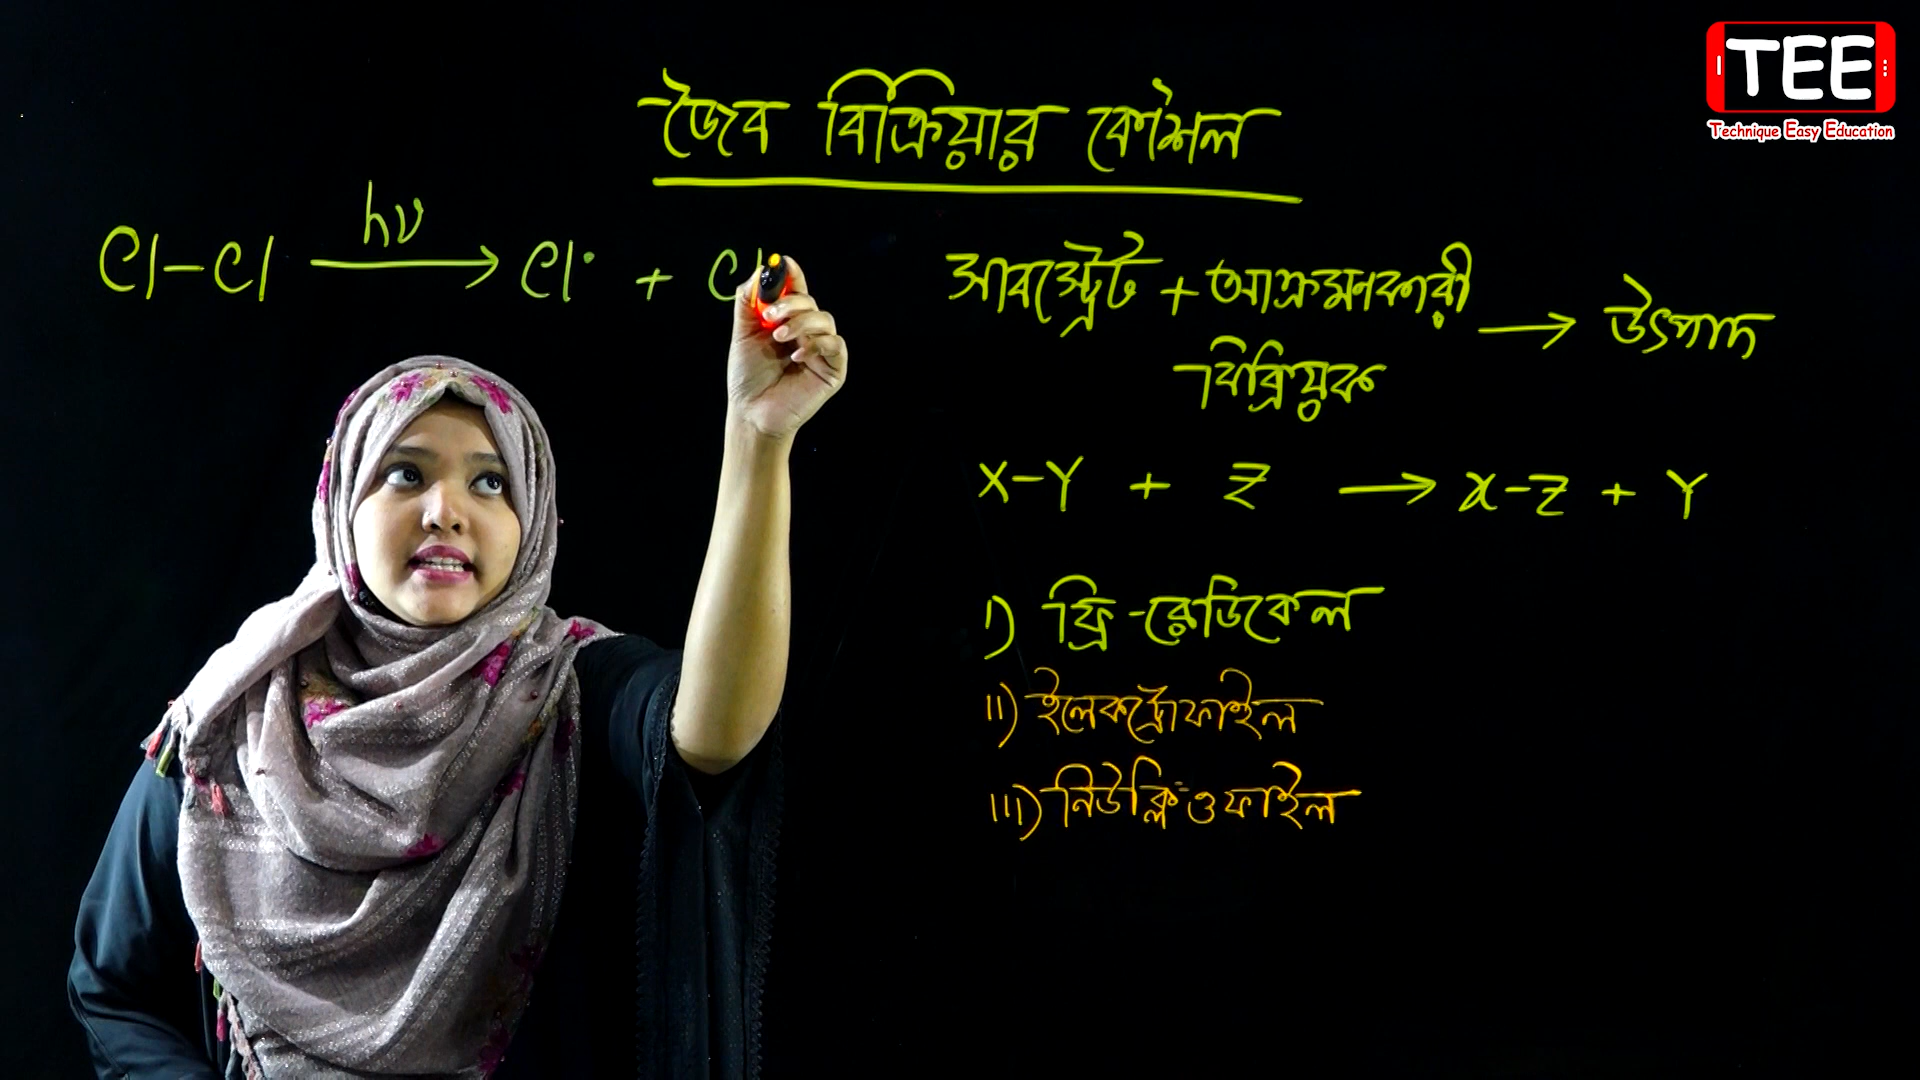 TEE
Technique Easy Education
জৈব বিক্রিয়ার কৌশল
Cl-Cl hν → Cl• + Cl
সাবস্ট্রেট + আক্রমণকারী বিক্রিয়ক → উৎপাদ
X-Y + Z → X-Z + Y
i) ফ্রি-রেডিকেল
ii) ইলেকট্রোফাইল
iii) নিউক্লিওফাইল